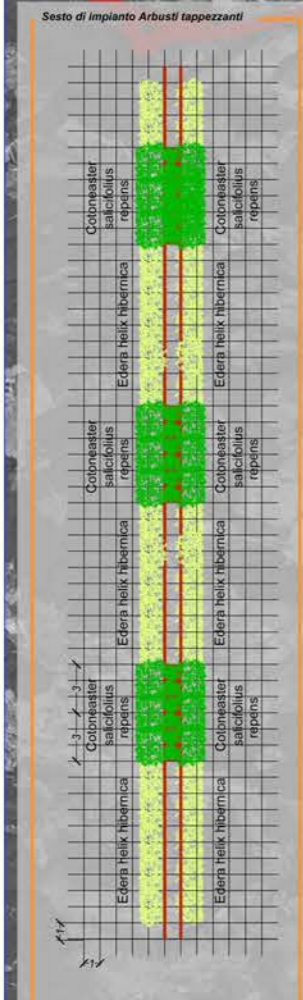 Sesto di impianto Arbusti tappezzanti
Cotoneaster
salicifolius
repens
Cotoneaster
salicifolius
repens
Edera helix hibernica
Edera helix hibernica
Cotoneaster
salicifolius
repens
Cotoneaster
salicifolius
repens
Edera helix hibernica
Edera helix hibernica
3
3
Cotoneaster
salicifolius
repens
Cotoneaster
salicifolius
repens
Edera helix hibernica
Edera helix hibernica
1
1